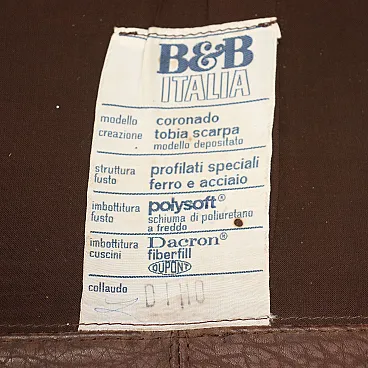 B&B
ITALIA
modello coronado
creazione tobia scarpa
modello depositato
struttura profilati speciali
fusto ferro e acciaio
imbottitura polysoft®
fusto schiuma di poliuretano
a freddo
imbottitura Dacron®
cuscini fiberfill
DUPONT
collaudo DINO